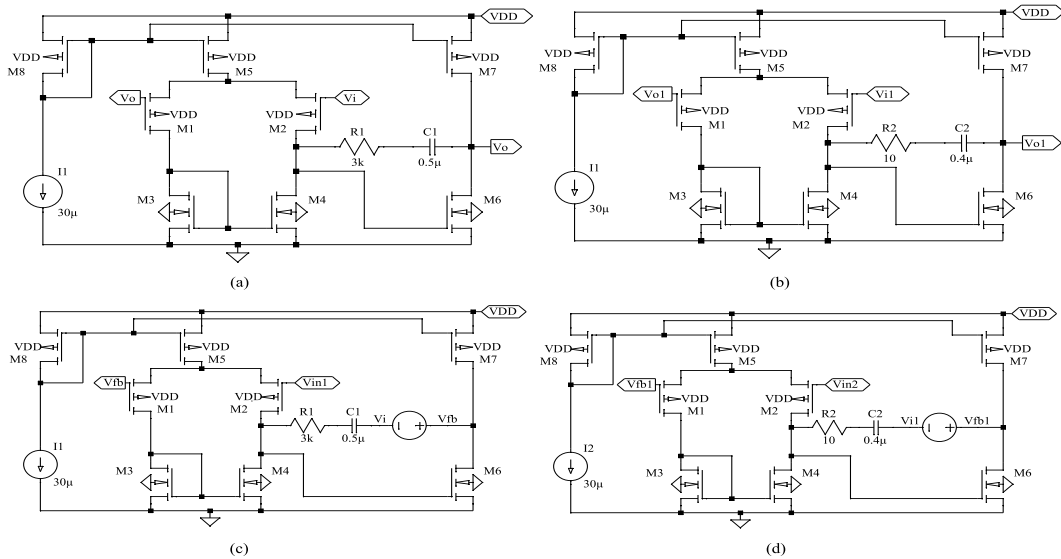 VDD
VDD VDD VDD
M8 M5 M7
Vo Vi
VDD VDD
M1 M2
R1 C1
3k 0.5µ
Vo
I1
30µ
M3 M4 M6
(a)
VDD
VDD VDD VDD
M8 M5 M7
Vo1 Vi1
VDD VDD
M1 M2
R2 C2
10 0.4µ
Vo1
I1
30µ
M3 M4 M6
(b)
VDD
VDD VDD VDD
M8 M5 M7
Vfb Vin1
VDD VDD
M1 M2
R1 C1 Vi Vfb
3k 0.5µ
I1
30µ
M3 M4 M6
(c)
VDD
VDD VDD VDD
M8 M5 M7
Vfb1 Vin2
VDD VDD
M1 M2
R2 C2 Vi1 Vfb1
10 0.4µ
I2
30µ
M3 M4 M6
(d)